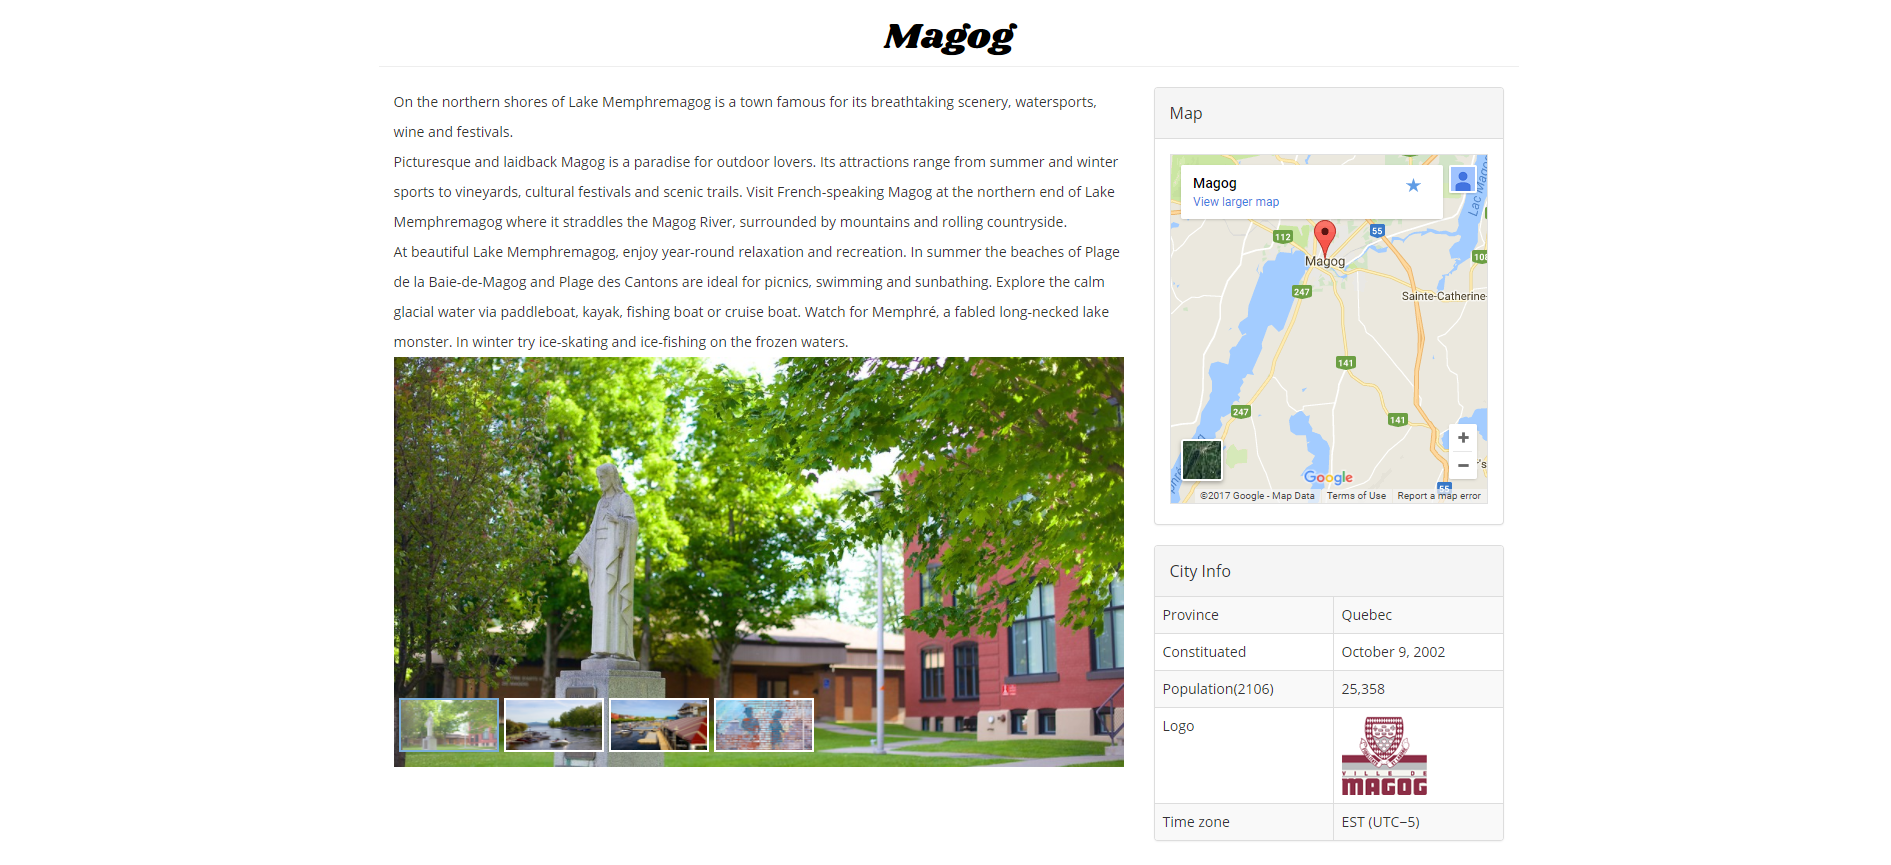 Magog
On the northern shores of Lake Memphremagog is a town famous for its breathtaking scenery, watersports,
wine and festivals.
Picturesque and laidback Magog is a paradise for outdoor lovers. Its attractions range from summer and winter
sports to vineyards, cultural festivals and scenic trails. Visit French-speaking Magog at the northern end of Lake
Memphremagog where it straddles the Magog River, surrounded by mountains and rolling countryside.
At beautiful Lake Memphremagog, enjoy year-round relaxation and recreation. In summer the beaches of Plage
de la Baie-de-Magog and Plage des Cantons are ideal for picnics, swimming and sunbathing. Explore the calm
glacial water via paddleboat, kayak, fishing boat or cruise boat. Watch for Memphré, a fabled long-necked lake
monster. In winter try ice-skating and ice-fishing on the frozen waters.
Map
Magog
View larger map
Lac Mago
112
55
108
Magog
247
Sainte-Catherine-
141
247
141
+
−
's
Google
55
©2017 Google - Map Data
Terms of Use
Report a map error
City Info
Province
Quebec
Constituated
October 9, 2002
Population(2106)
25,358
Logo
VILLE DE
MAGOG
Time zone
EST (UTC−5)